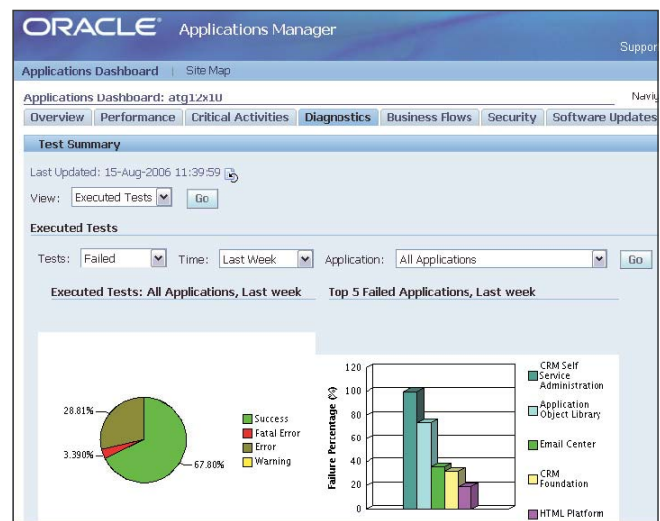 ORACLE® Applications Manager
Suppor
Applications Dashboard | Site Map
Applications Dashboard: atg12x10
Navig
Overview Performance Critical Activities Diagnostics Business Flows Security Software Updates
Test Summary
Last Updated: 15-Aug-2006 11:39:59
View: Executed Tests Go
Executed Tests
Tests: Failed Time: Last Week Application: All Applications Go
Executed Tests: All Applications, Last week
28.81%
3.390%
67.80%
Success
Fatal Error
Error
Warning
Top 5 Failed Applications, Last week
Failure Percentage (%)
120
100
80
60
40
20
0
CRM Self
Service
Administration
Application
Object Library
Email Center
CRM
Foundation
HTML Platform